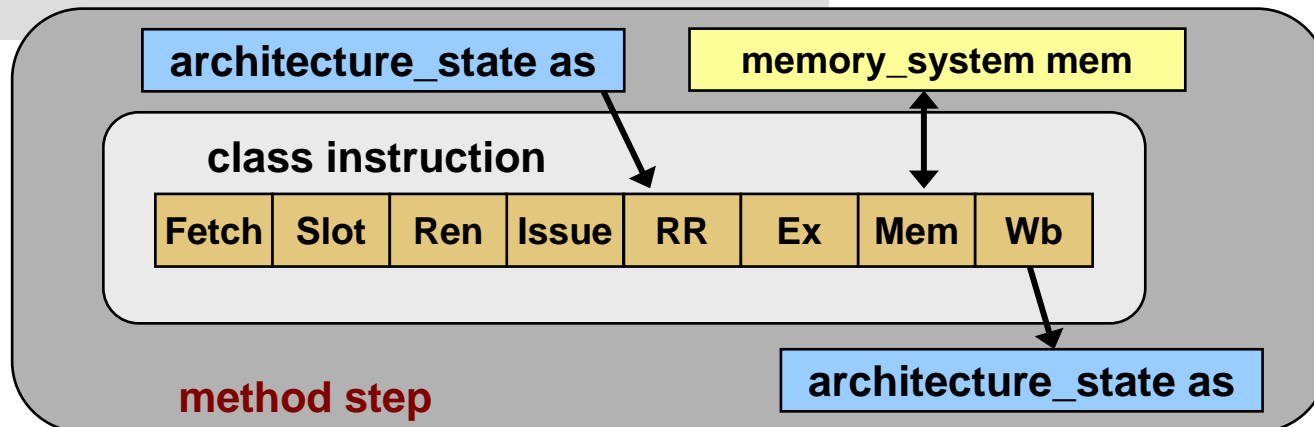 architecture_state as
memory_system mem
class instruction
Fetch Slot Ren Issue RR Ex Mem Wb
architecture_state as
method step